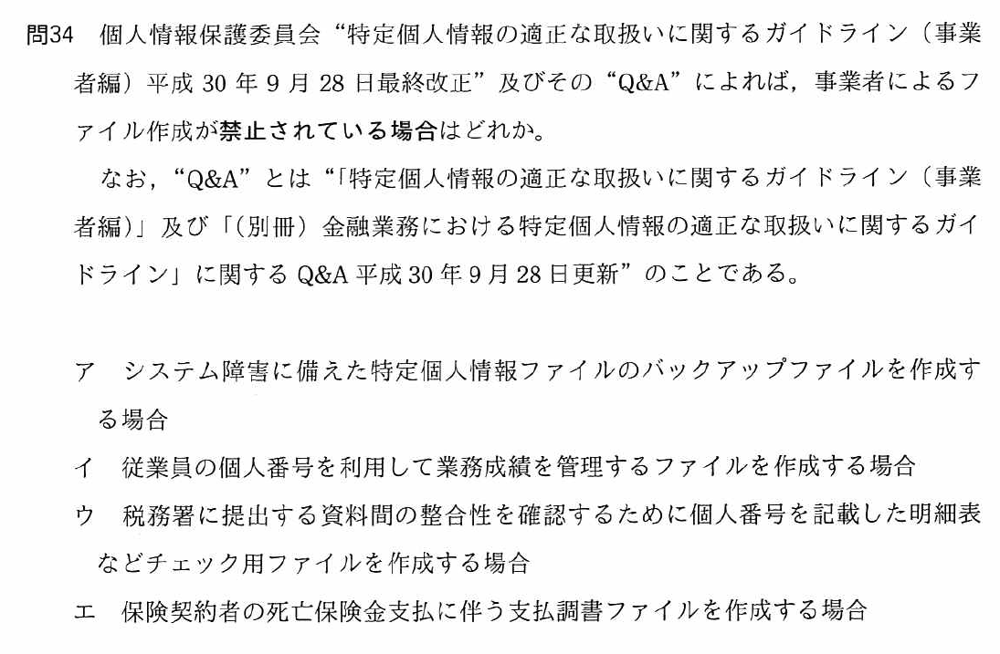 問34 個人情報保護委員会“特定個人情報の適正な取扱いに関するガイドライン（事業
者編）平成 30 年 9 月 28 日最終改正”及びその“Q&A”によれば，事業者によるフ
ァイル作成が禁止されている場合はどれか。
なお，“Q&A”とは“「特定個人情報の適正な取扱いに関するガイドライン（事業
者編）」及び「（別冊）金融業務における特定個人情報の適正な取扱いに関するガイ
ドライン」に関する Q&A 平成 30 年 9 月 28 日更新”のことである。
ア システム障害に備えた特定個人情報ファイルのバックアップファイルを作成す
る場合
イ 従業員の個人番号を利用して業務成績を管理するファイルを作成する場合
ウ 税務署に提出する資料間の整合性を確認するために個人番号を記載した明細表
などチェック用ファイルを作成する場合
エ 保険契約者の死亡保険金支払に伴う支払調書ファイルを作成する場合